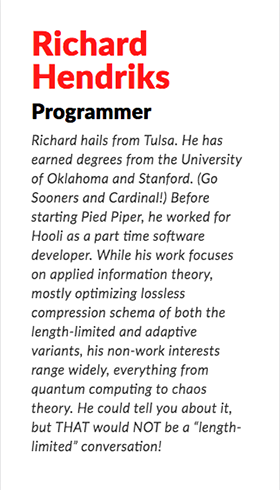 Richard
Hendriks
Programmer
Richard hails from Tulsa. He has
earned degrees from the University
of Oklahoma and Stanford. (Go
Sooners and Cardinal!) Before
starting Pied Piper, he worked for
Hooli as a part time software
developer. While his work focuses
on applied information theory,
mostly optimizing lossless
compression schema of both the
length-limited and adaptive
variants, his non-work interests
range widely, everything from
quantum computing to chaos
theory. He could tell you about it,
but THAT would NOT be a “length-
limited” conversation!